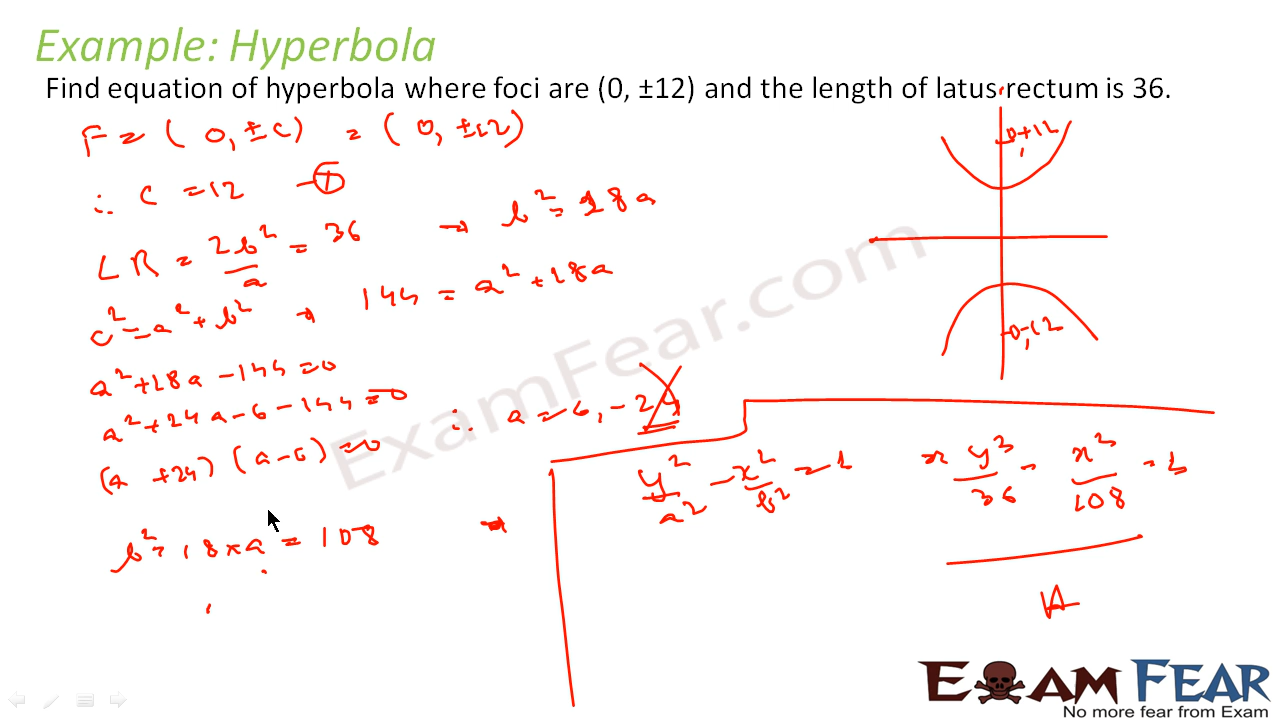 Example: Hyperbola
Find equation of hyperbola where foci are (0, ±12) and the length of latus rectum is 36.
F = (0, ±c) = (0, ±12)
∴ c = 12 —①
LR = 2b²/a = 36 → b² = 18a
c² = a² + b² → 144 = a² + 18a
a² + 18a - 144 = 0
a² + 24a - 6 - 144 = 0
(a + 24) (a - 6) = 0 ∴ a = 6, -24
b² = 18 × a = 108 →
y²/a² - x²/b² = 1
y²/36 - x²/108 = 1
0,+12
0,-12
ExamFear.com
EXAM FEAR
No more fear from Exam